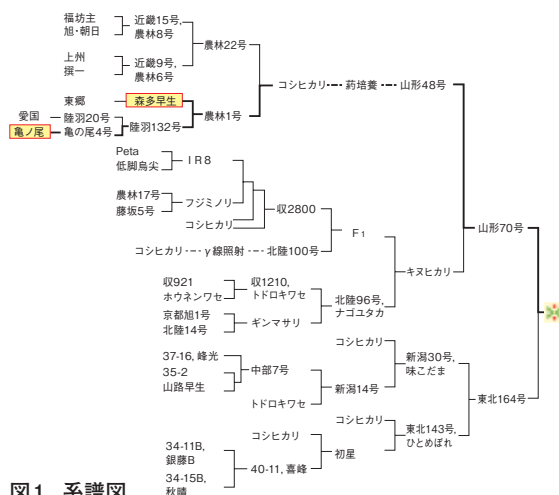 福坊主
旭・朝日
近畿15号,
農林8号
農林22号
上州
撰一
近畿9号,
農林6号
東郷
森多早生
愛国
陸羽20号
亀ノ尾
亀の尾4号
陸羽132号
農林1号
コシヒカリ
葯培養
山形48号
Peta
低脚烏尖
IR8
農林17号
藤坂5号
フジミノリ
コシヒカリ
収2800
コシヒカリ
γ線照射
北陸100号
F1
山形70号
キヌヒカリ
収921
ホウネンワセ
収1210,
トドロキワセ
京都旭1号
北陸14号
ギンマサリ
北陸96号,
ナゴユタカ
37-16, 峰光
35-2
山路早生
中部7号
トドロキワセ
新潟14号
コシヒカリ
新潟30号,
味こだま
東北164号
コシヒカリ
東北143号,
ひとめぼれ
コシヒカリ
初星
34-11B,
銀藤B
34-15B,
秋晴
40-11, 喜峰
図1 系譜図